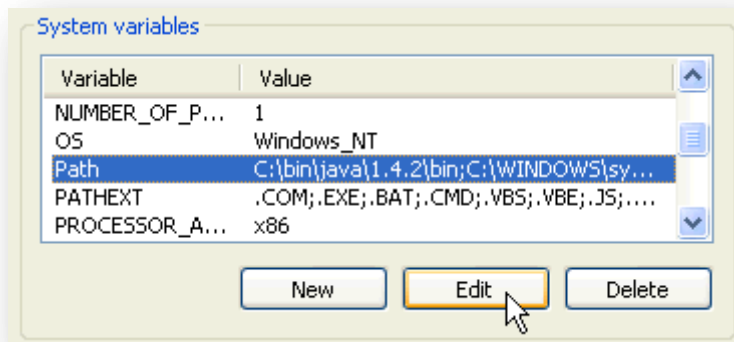 System variables
Variable Value
NUMBER_OF_P... 1
OS Windows_NT
Path C:\bin\java\1.4.2\bin;C:\WINDOWS\sy...
PATHEXT .COM;.EXE;.BAT;.CMD;.VBS;.VBE;.JS;....
PROCESSOR_A... x86
New Edit Delete